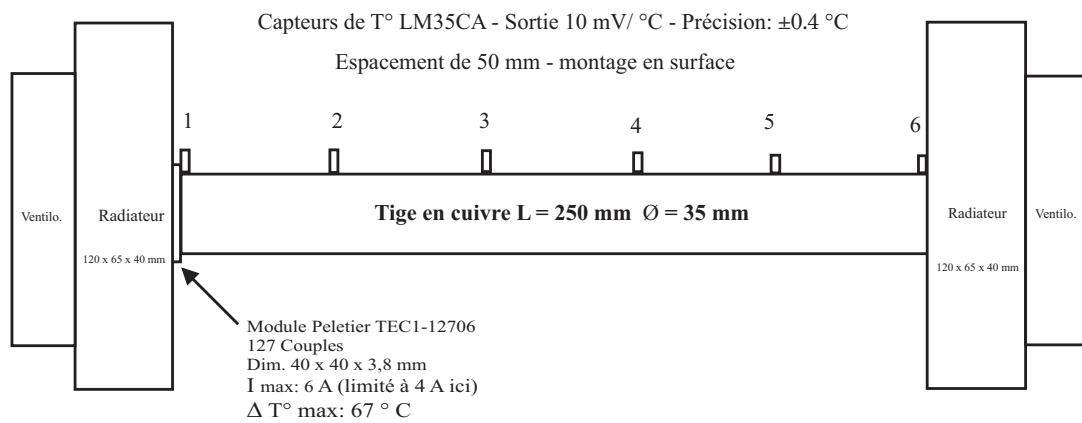 Capteurs de T° LM35CA - Sortie 10 mV/ °C - Précision: ±0.4 °C
Espacement de 50 mm - montage en surface
1
2
3
4
5
6
Ventilo.
Radiateur
Tige en cuivre L = 250 mm Ø = 35 mm
Radiateur
Ventilo.
120 x 65 x 40 mm
120 x 65 x 40 mm
Module Peletier TEC1-12706
127 Couples
Dim. 40 x 40 x 3,8 mm
I max: 6 A (limité à 4 A ici)
Δ T° max: 67 ° C